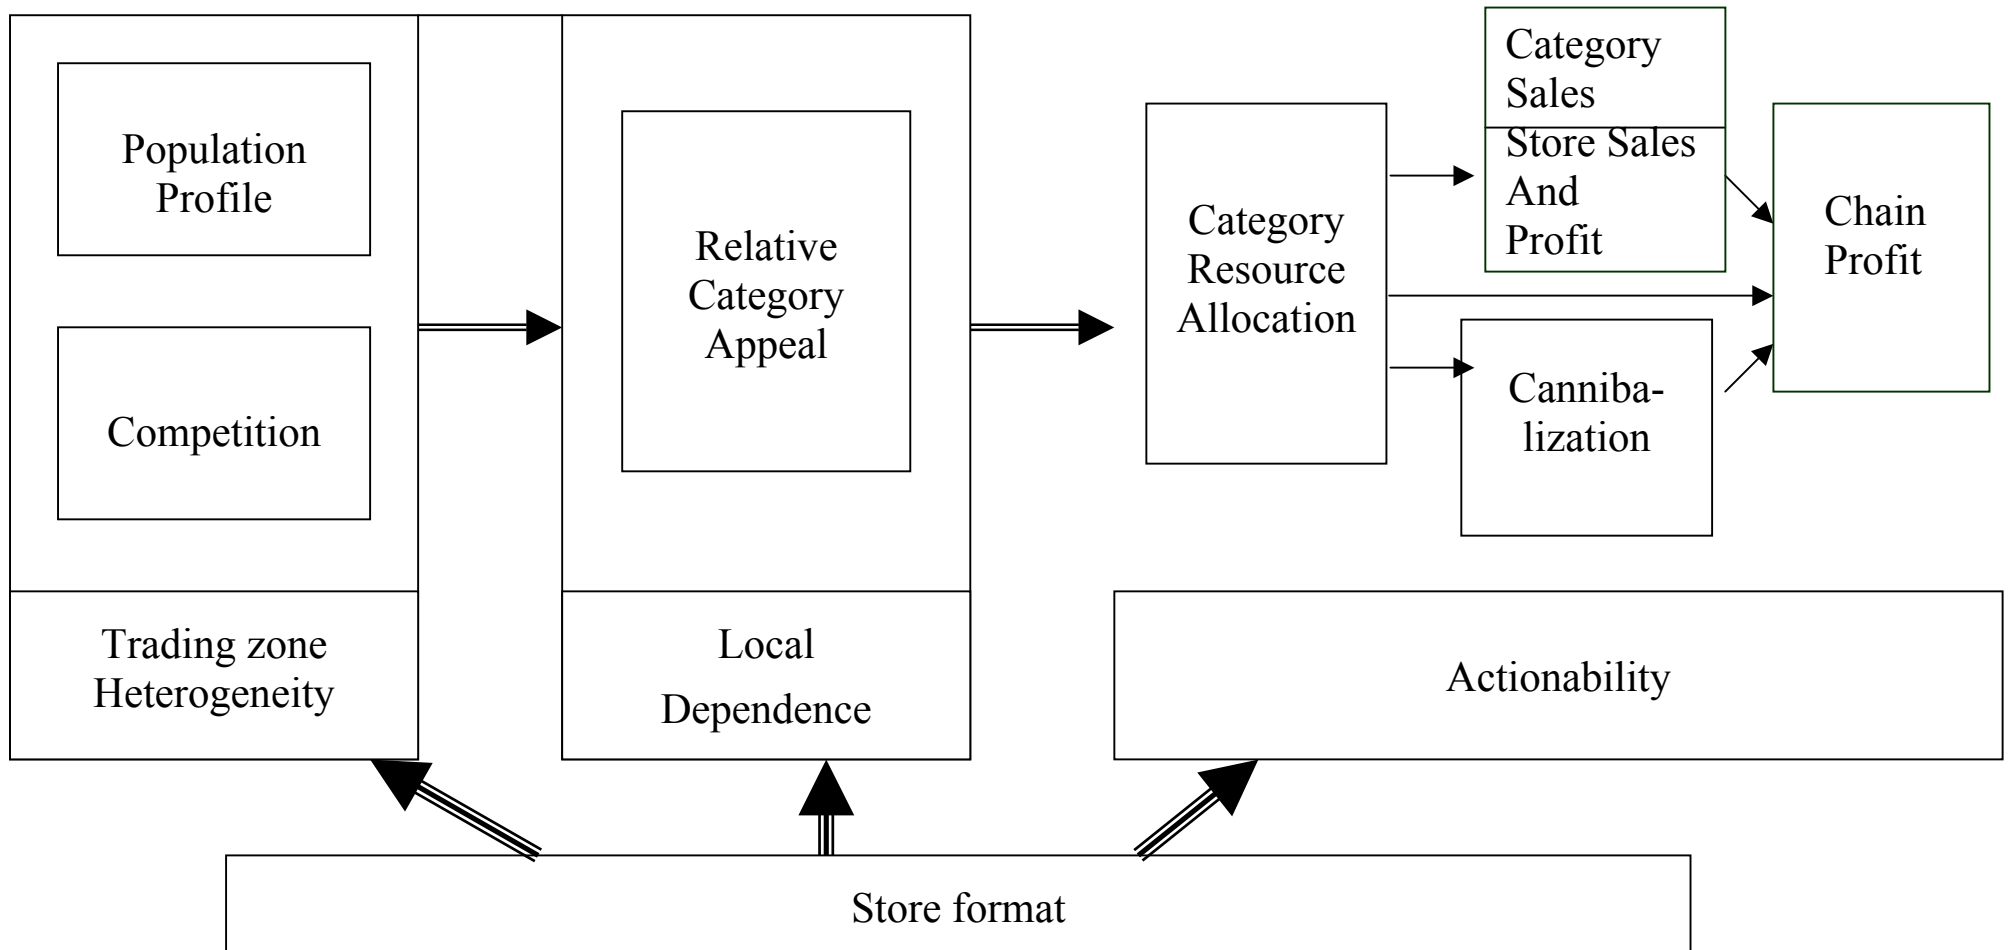 Population
Profile
Competition
Trading zone
Heterogeneity
Relative
Category
Appeal
Local
Dependence
Category
Resource
Allocation
Category
Sales
Store Sales
And
Profit
Canniba-
lization
Chain
Profit
Actionability
Store format